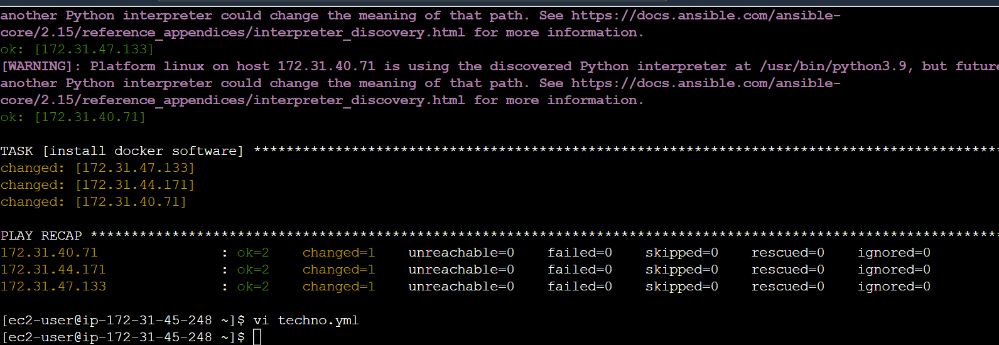 another Python interpreter could change the meaning of that path. See https://docs.ansible.com/ansible-
core/2.15/reference_appendices/interpreter_discovery.html for more information.
ok: [172.31.47.133]
[WARNING]: Platform linux on host 172.31.40.71 is using the discovered Python interpreter at /usr/bin/python3.9, but future
another Python interpreter could change the meaning of that path. See https://docs.ansible.com/ansible-
core/2.15/reference_appendices/interpreter_discovery.html for more information.
ok: [172.31.40.71]
TASK [install docker software] *******************************************************************************************
changed: [172.31.47.133]
changed: [172.31.44.171]
changed: [172.31.40.71]
PLAY RECAP ***************************************************************************************************************
172.31.40.71 : ok=2 changed=1 unreachable=0 failed=0 skipped=0 rescued=0 ignored=0
172.31.44.171 : ok=2 changed=1 unreachable=0 failed=0 skipped=0 rescued=0 ignored=0
172.31.47.133 : ok=2 changed=1 unreachable=0 failed=0 skipped=0 rescued=0 ignored=0
[ec2-user@ip-172-31-45-248 ~]$ vi techno.yml
[ec2-user@ip-172-31-45-248 ~]$